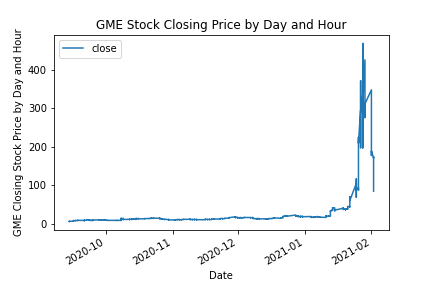 GME Stock Closing Price by Day and Hour
close
GME Closing Stock Price by Day and Hour
400
300
200
100
0
2020-10
2020-11
2020-12
2021-01
2021-02
Date